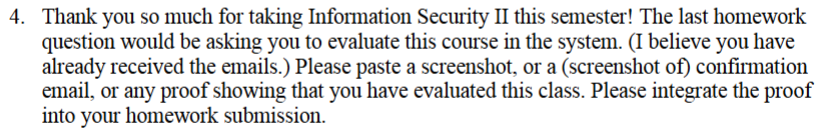 4. Thank you so much for taking Information Security II this semester! The last homework
question would be asking you to evaluate this course in the system. (I believe you have
already received the emails.) Please paste a screenshot, or a (screenshot of) confirmation
email, or any proof showing that you have evaluated this class. Please integrate the proof
into your homework submission.